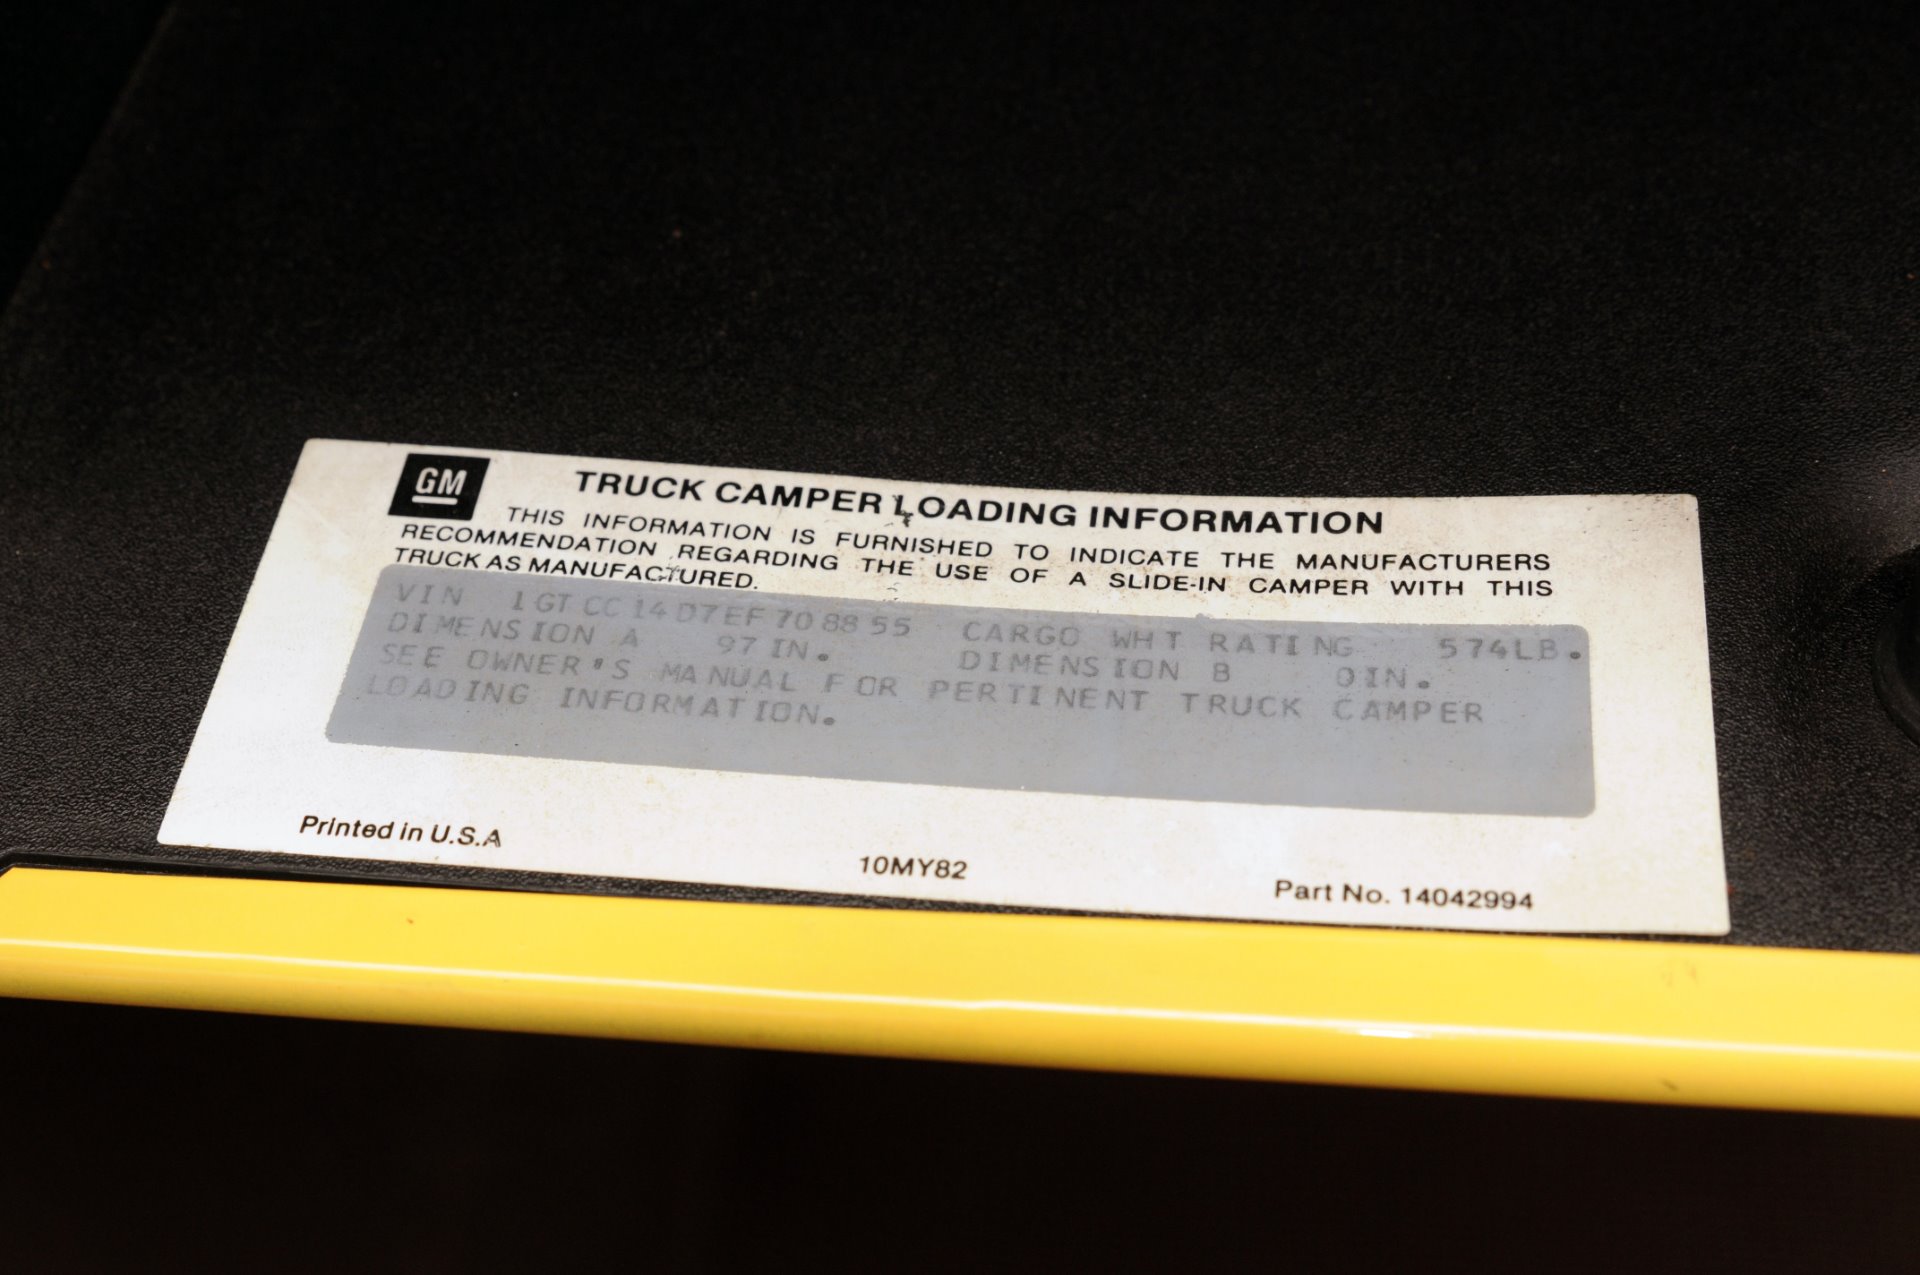 GM
TRUCK CAMPER LOADING INFORMATION
THIS INFORMATION IS FURNISHED TO INDICATE THE MANUFACTURERS
RECOMMENDATION REGARDING THE USE OF A SLIDE-IN CAMPER WITH THIS
TRUCK AS MANUFACTURED.
VIN 1GTCC14D7EF708855 CARGO WHT RATING 574LB.
DIMENSION A 97IN. DIMENSION B 0IN.
SEE OWNER'S MANUAL FOR PERTINENT TRUCK CAMPER
LOADING INFORMATION.
Printed in U.S.A
10MY82
Part No. 14042994